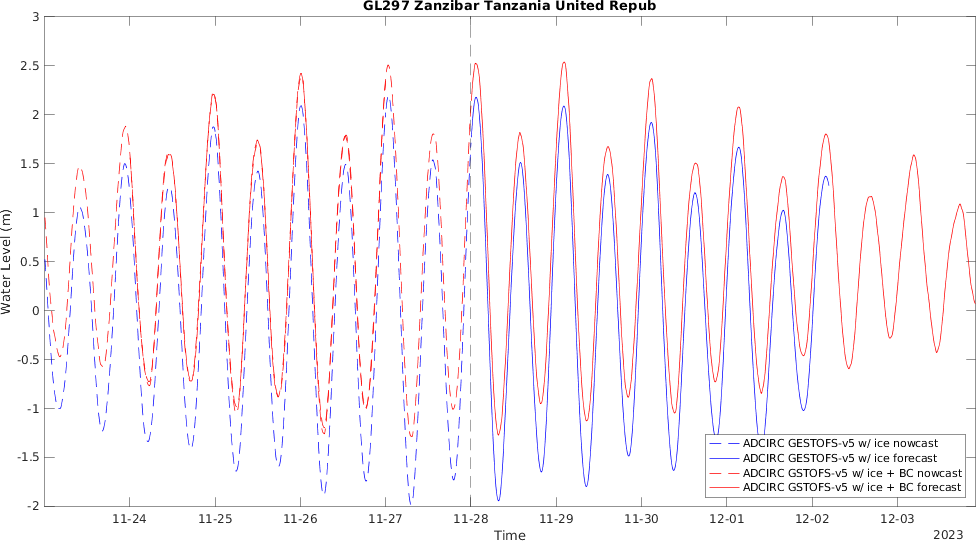 GL297 Zanzibar Tanzania United Repub
3
2.5
2
1.5
1
0.5
0
-0.5
-1
-1.5
-2
Water Level (m)
ADCIRC GESTOFS-v5 w/ ice nowcast
ADCIRC GESTOFS-v5 w/ ice forecast
ADCIRC GSTOFS-v5 w/ ice + BC nowcast
ADCIRC GSTOFS-v5 w/ ice + BC forecast
11-24 11-25 11-26 11-27 11-28 11-29 11-30 12-01 12-02 12-03
Time
2023